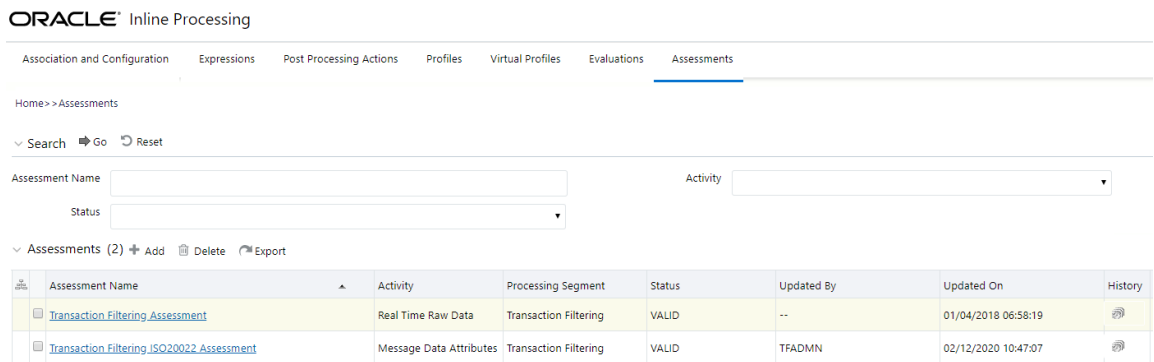 ORACLE® Inline Processing
Association and Configuration Expressions Post Processing Actions Profiles Virtual Profiles Evaluations Assessments
Home>>Assessments
Search Go Reset
Assessment Name Activity
Status
Assessments (2) Add Delete Export
Assessment Name Activity Processing Segment Status Updated By Updated On History
Transaction Filtering Assessment Real Time Raw Data Transaction Filtering VALID -- 01/04/2018 06:58:19
Transaction Filtering ISO20022 Assessment Message Data Attributes Transaction Filtering VALID TFADMN 02/12/2020 10:47:07